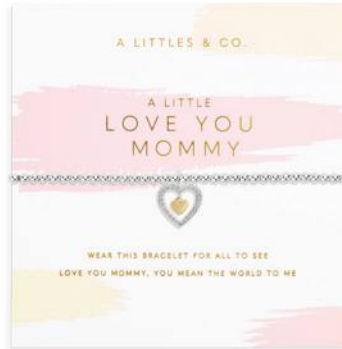 A LITTLES & CO.
A LITTLE
LOVE YOU
MOMMY
WEAR THIS BRACELET FOR ALL TO SEE
LOVE YOU MOMMY, YOU MEAN THE WORLD TO ME